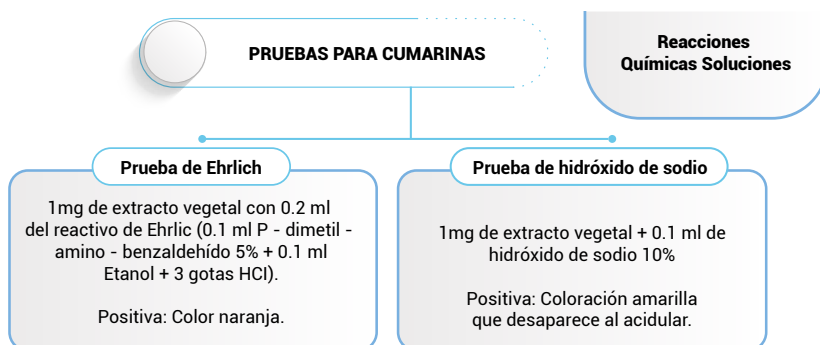 PRUEBAS PARA CUMARINAS
Reacciones
Químicas Soluciones
Prueba de Ehrlich
1mg de extracto vegetal con 0.2 ml
del reactivo de Ehrlic (0.1 ml P - dimetil -
amino - benzaldehído 5% + 0.1 ml
Etanol + 3 gotas HCI).
Positiva: Color naranja.
Prueba de hidróxido de sodio
1mg de extracto vegetal + 0.1 ml de
hidróxido de sodio 10%
Positiva: Coloración amarilla
que desaparece al acidular.